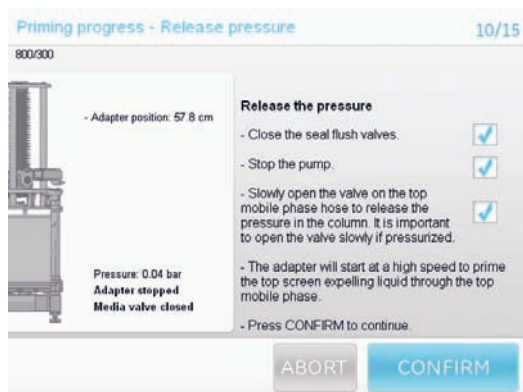 Priming progress - Release pressure
10/15
800/300
- Adapter position: 57.8 cm
Pressure: 0.04 bar
Adapter stopped
Media valve closed
Release the pressure
- Close the seal flush valves.
- Stop the pump.
- Slowly open the valve on the top
mobile phase hose to release the
pressure in the column. It is important
to open the valve slowly if pressurized.
- The adapter will start at a high speed to prime
the top screen expelling liquid through the top
mobile phase.
- Press CONFIRM to continue.
ABORT
CONFIRM